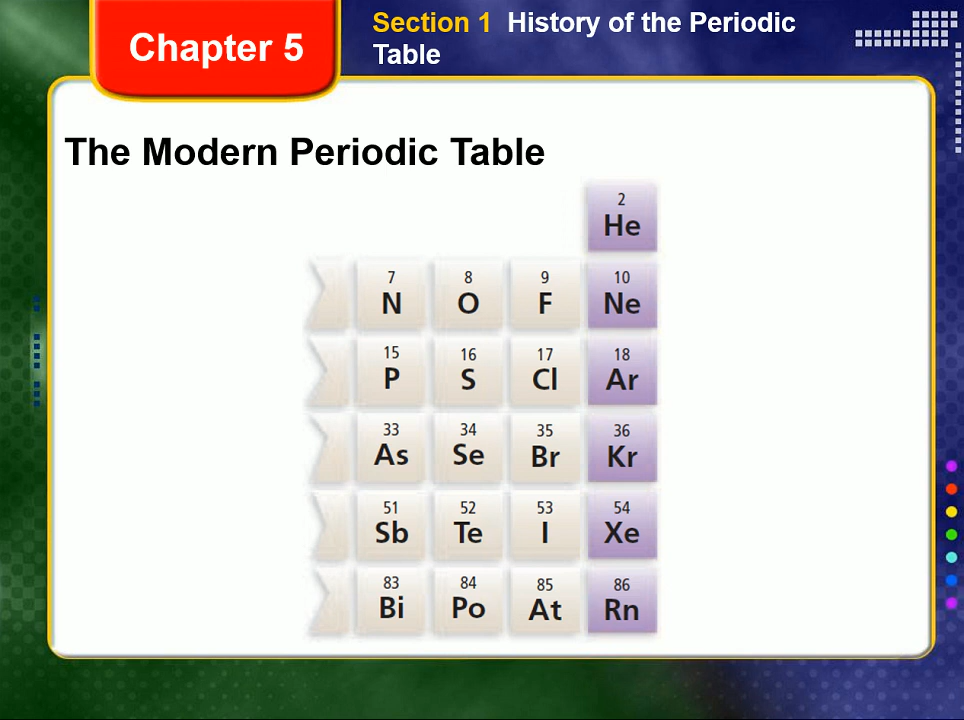 Chapter 5
Section 1 History of the Periodic
Table
The Modern Periodic Table
2
He
7 8 9 10
N O F Ne
15 16 17 18
P S Cl Ar
33 34 35 36
As Se Br Kr
51 52 53 54
Sb Te I Xe
83 84 85 86
Bi Po At Rn